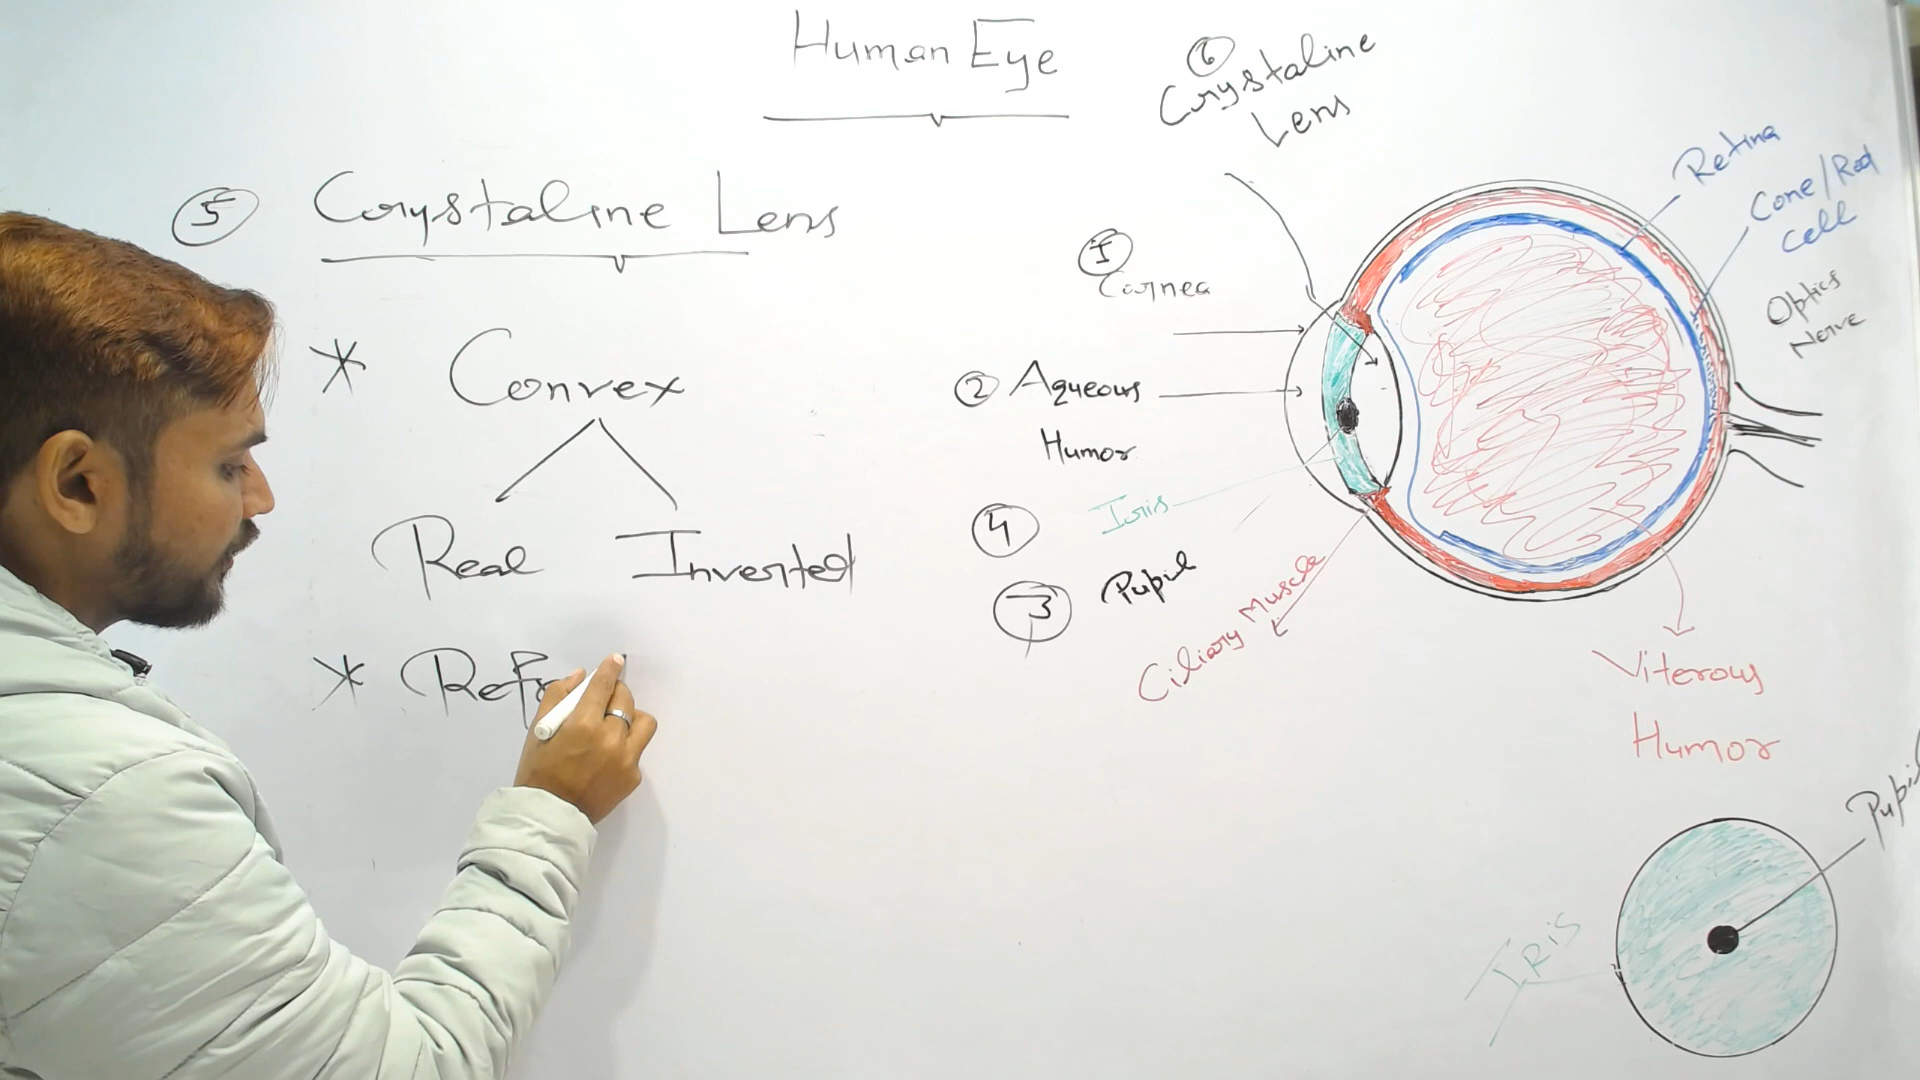 Human Eye
5 Crystaline Lens
* Convex
Real Inverted
* Refr
6
Crystaline
Lens
1
Cornea
2 Aqueous
Humor
4 Iris
3 Pupil
Ciliary Muscle
Retina
Cone/Rod
Cell
Optics
Nerve
Viterous
Humor
Pupil
IRis